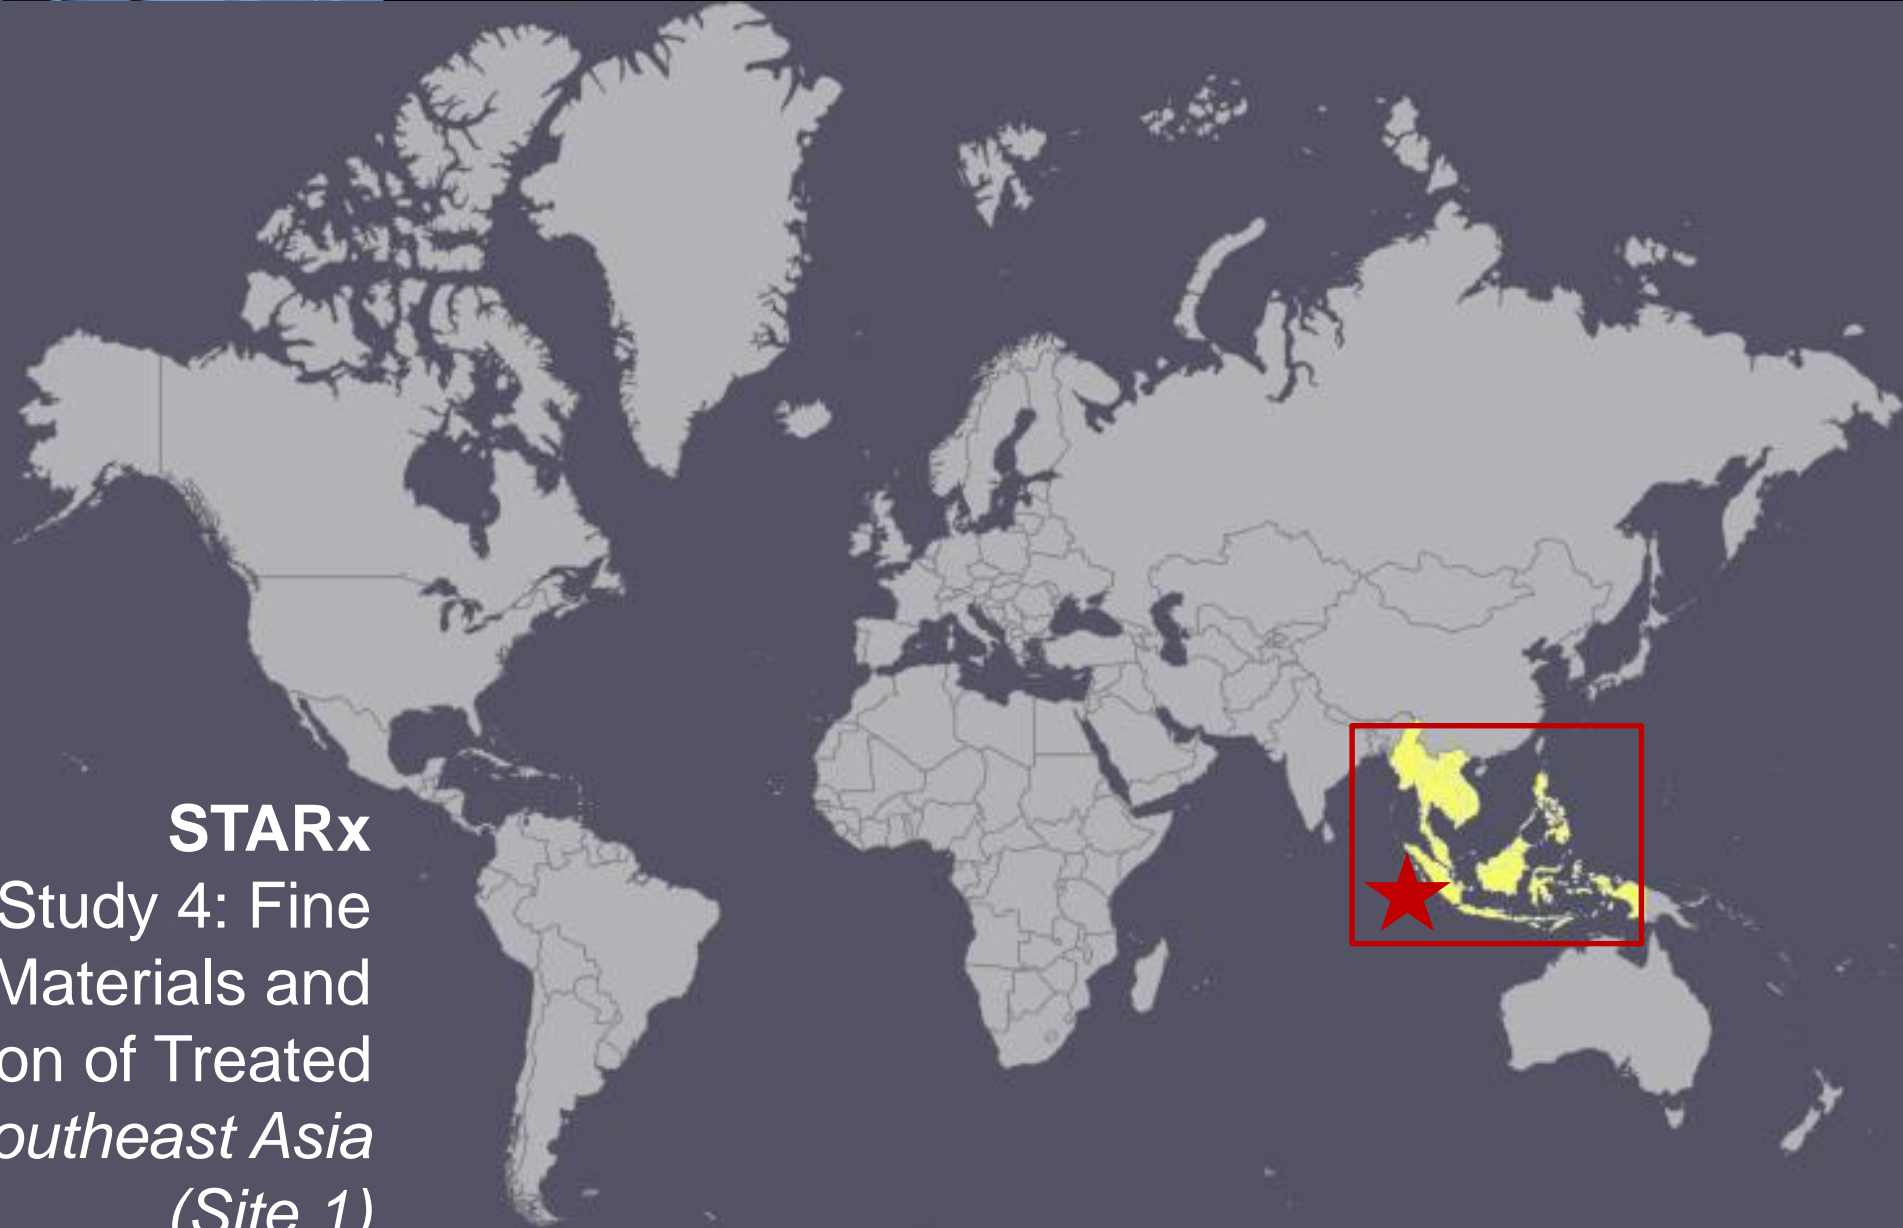 STARx
Study 4: Fine
Materials and
on of Treated
outheast Asia
(Site 1)